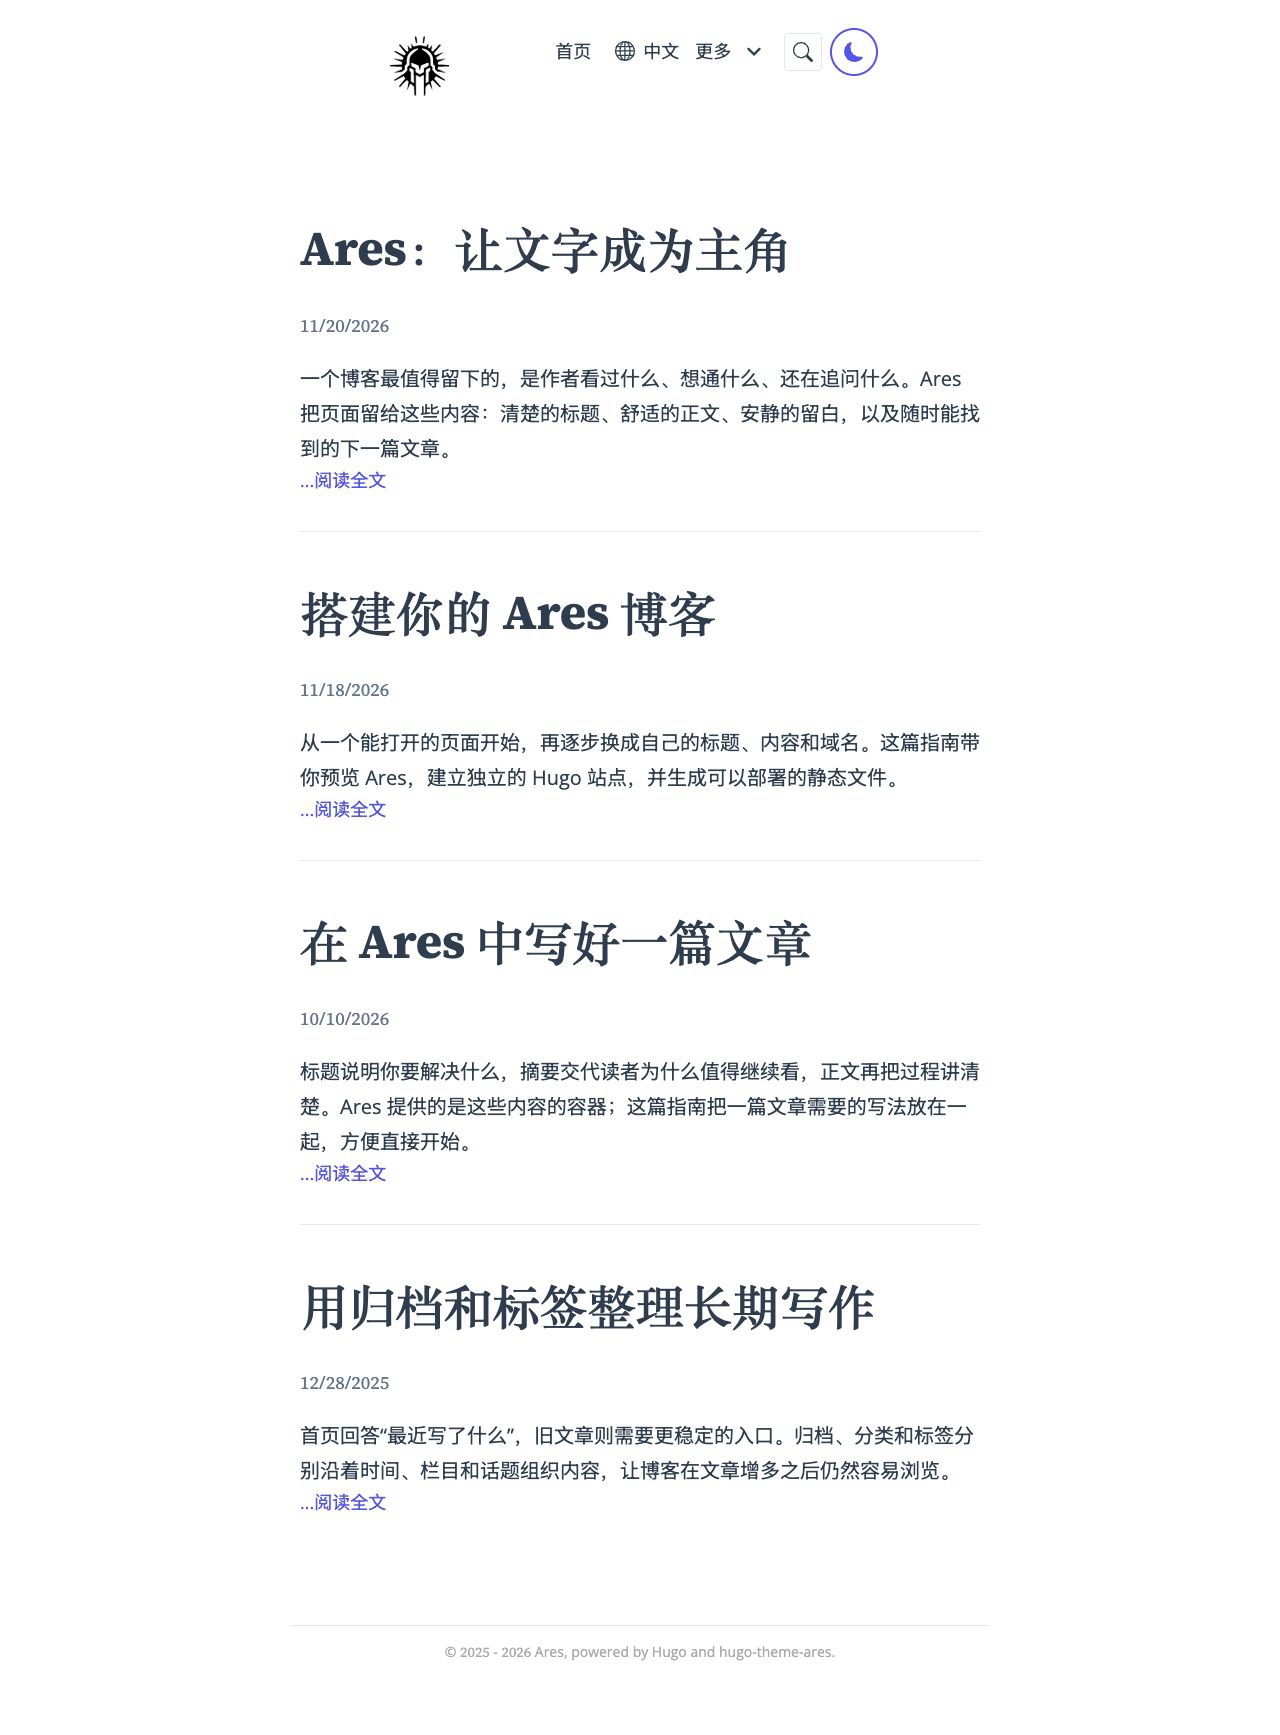 首页 中文 更多
Ares：让文字成为主角
11/20/2026
一个博客最值得留下的，是作者看过什么、想通什么、还在追问什么。Ares
把页面留给这些内容：清楚的标题、舒适的正文、安静的留白，以及随时能找
到的下一篇文章。
...阅读全文
搭建你的 Ares 博客
11/18/2026
从一个能打开的页面开始，再逐步换成自己的标题、内容和域名。这篇指南带
你预览 Ares，建立独立的 Hugo 站点，并生成可以部署的静态文件。
...阅读全文
在 Ares 中写好一篇文章
10/10/2026
标题说明你要解决什么，摘要交代读者为什么值得继续看，正文再把过程讲清
楚。Ares 提供的是这些内容的容器；这篇指南把一篇文章需要的写法放在一
起，方便直接开始。
...阅读全文
用归档和标签整理长期写作
12/28/2025
首页回答“最近写了什么”，旧文章则需要更稳定的入口。归档、分类和标签分
别沿着时间、栏目和话题组织内容，让博客在文章增多之后仍然容易浏览。
...阅读全文
© 2025 - 2026 Ares, powered by Hugo and hugo-theme-ares.